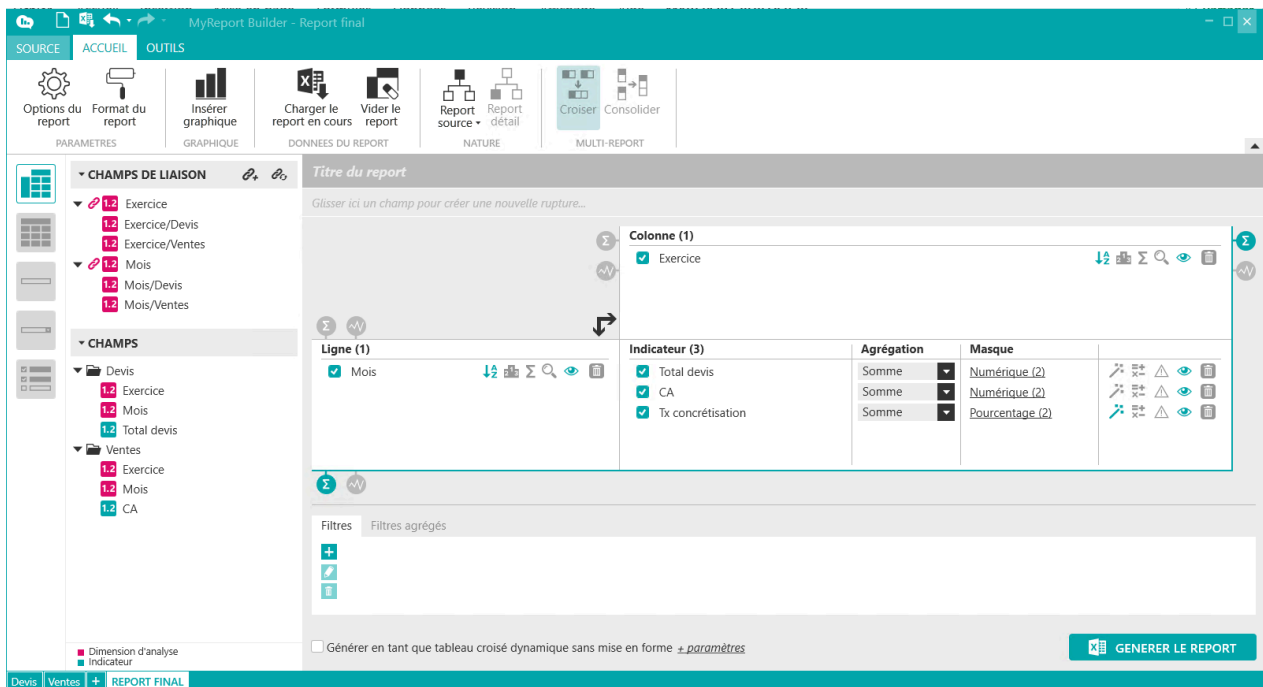 MyReport Builder - Report final
SOURCE ACCUEIL OUTILS
Options du report
Format du report
Insérer graphique
Charger le report en cours
Vider le report
Report source
Report détail
Croiser
Consolider
PARAMETRES GRAPHIQUE DONNEES DU REPORT NATURE MULTI-REPORT
CHAMPS DE LIAISON
1.2 Exercice
1.2 Exercice/Devis
1.2 Exercice/Ventes
1.2 Mois
1.2 Mois/Devis
1.2 Mois/Ventes
CHAMPS
Devis
1.2 Exercice
1.2 Mois
1.2 Total devis
Ventes
1.2 Exercice
1.2 Mois
1.2 CA
Dimension d'analyse
Indicateur
Titre du report
Glisser ici un champ pour créer une nouvelle rupture...
Colonne (1)
Exercice
Ligne (1)
Mois
Indicateur (3) Agrégation Masque
Total devis Somme Numérique (2)
CA Somme Numérique (2)
Tx concrétisation Somme Pourcentage (2)
Filtres Filtres agrégés
Générer en tant que tableau croisé dynamique sans mise en forme + paramètres
GENERER LE REPORT
Devis Ventes + REPORT FINAL